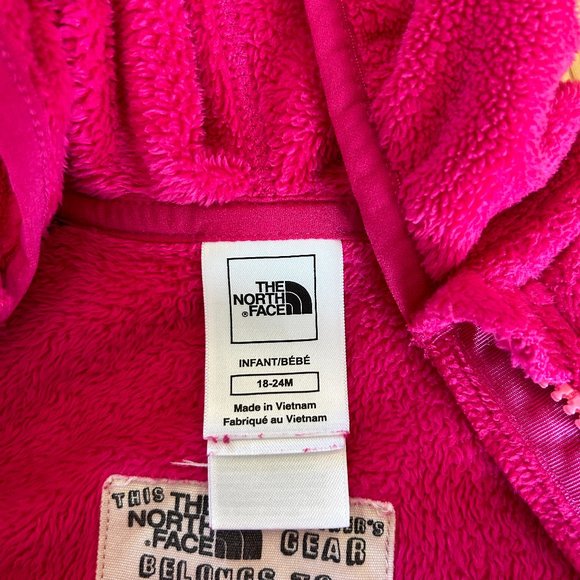 THE
NORTH
FACE
®
INFANT/BÉBÉ
18-24M
Made in Vietnam
Fabriqué au Vietnam
THIS THE
NORTH
FACE GEAR
BELONGS TO